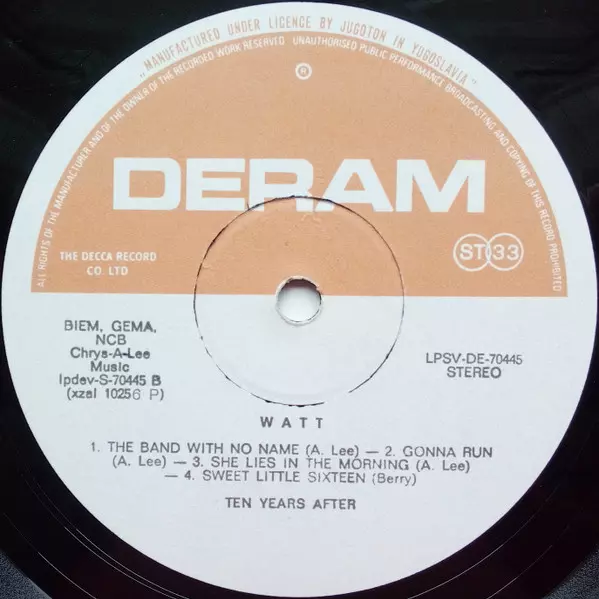 „MANUFACTURED UNDER LICENCE BY JUGOTON IN YUGOSLAVIA"
ALL RIGHTS OF THE MANUFACTURER AND OF THE OWNER OF THE RECORDED WORK RESERVED UNAUTHORISED PUBLIC PERFORMANCE BROADCASTING AND COPYING OF THIS RECORD PROHIBITED
®
DERAM
THE DECCA RECORD
CO. LTD
ST 33
BIEM, GEMA,
NCB
Chrys-A-Lee
Music
lpdev-S-70445 B
(xzal 10256 P)
LPSV-DE-70445
STEREO
WATT
1. THE BAND WITH NO NAME (A. Lee) — 2. GONNA RUN
(A. Lee) — 3. SHE LIES IN THE MORNING (A. Lee)
— 4. SWEET LITTLE SIXTEEN (Berry)
TEN YEARS AFTER